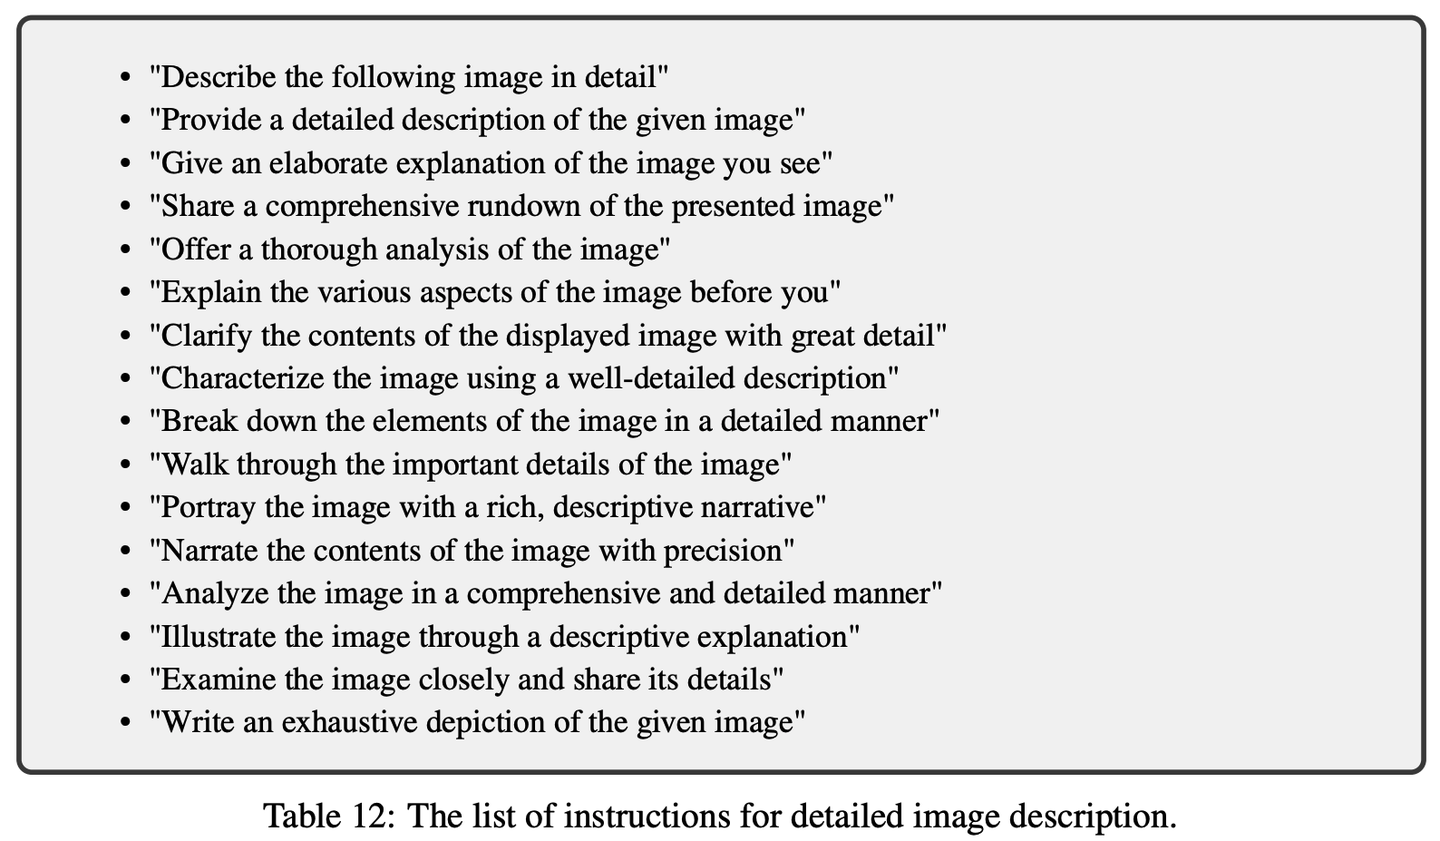 • "Describe the following image in detail"
• "Provide a detailed description of the given image"
• "Give an elaborate explanation of the image you see"
• "Share a comprehensive rundown of the presented image"
• "Offer a thorough analysis of the image"
• "Explain the various aspects of the image before you"
• "Clarify the contents of the displayed image with great detail"
• "Characterize the image using a well-detailed description"
• "Break down the elements of the image in a detailed manner"
• "Walk through the important details of the image"
• "Portray the image with a rich, descriptive narrative"
• "Narrate the contents of the image with precision"
• "Analyze the image in a comprehensive and detailed manner"
• "Illustrate the image through a descriptive explanation"
• "Examine the image closely and share its details"
• "Write an exhaustive depiction of the given image"
Table 12: The list of instructions for detailed image description.